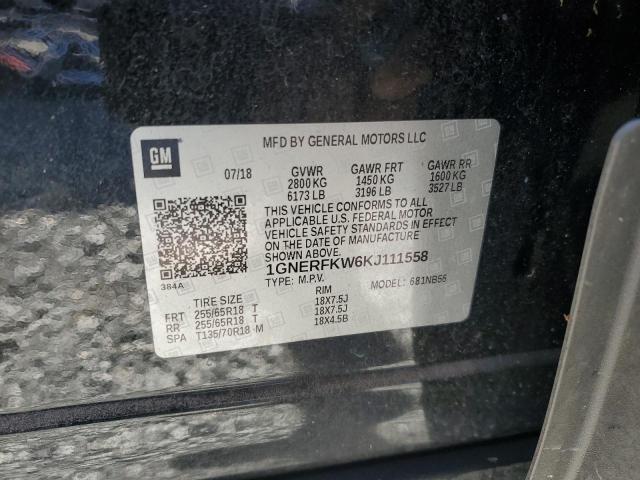 GM
MFD BY GENERAL MOTORS LLC
07/18 GVWR GAWR FRT GAWR RR
2800 KG 1450 KG 1600 KG
6173 LB 3196 LB 3527 LB
THIS VEHICLE CONFORMS TO ALL
APPLICABLE U.S. FEDERAL MOTOR
VEHICLE SAFETY STANDARDS IN EFFECT
ON THE DATE OF MANUFACTURE
SHOWN ABOVE.
1GNERFKW6KJ111558
384A
TYPE: M.P.V. MODEL: 681NB56
TIRE SIZE RIM
FRT 255/65R18 T 18X7.5J
RR 255/65R18 T 18X7.5J
SPA T135/70R18 M 18X4.5B